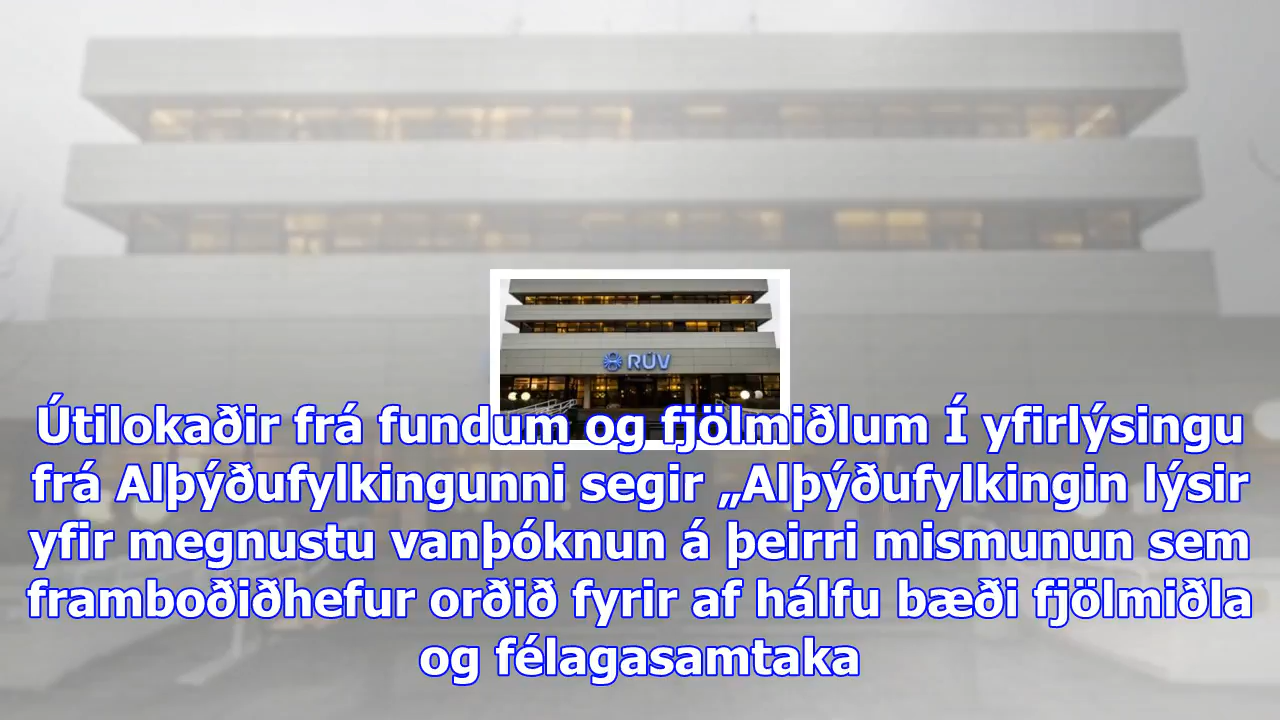 RÚV
Útilokaðir frá fundum og fjölmiðlum Í yfirlýsingu
frá Alþýðufylkingunni segir „Alþýðufylkingin lýsir
yfir megnustu vanþóknun á þeirri mismunun sem
framboðiðhefur orðið fyrir af hálfu bæði fjölmiðla
og félagasamtaka